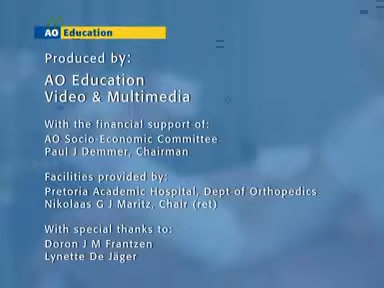 AO Education
Produced by:
AO Education
Video & Multimedia
With the financial support of:
AO Socio-Economic Committee
Paul J Demmer, Chairman
Facilities provided by:
Pretoria Academic Hospital, Dept of Orthopedics
Nikolaas G J Maritz, Chair (ret)
With special thanks to:
Doron J M Frantzen
Lynette De Jäger